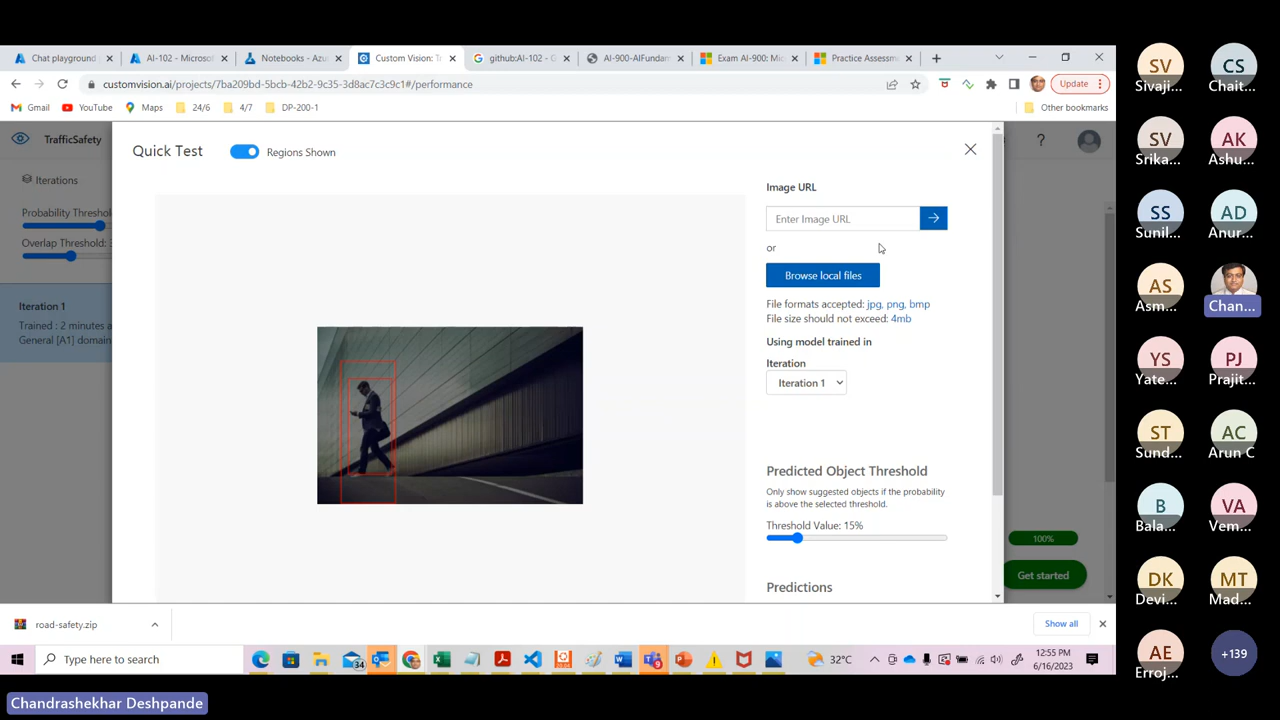 Chat playground
AI-102 - Microsof
Notebooks - Azu
Custom Vision: Tr
github:AI-102 - G
AI-900-AIFundam
Exam AI-900: Mic
Practice Assessm
customvision.ai/projects/7ba209bd-5bcb-42b2-9c35-3d8ac7c3c9c1#/performance
Update
Gmail
YouTube
Maps
24/6
4/7
DP-200-1
Other bookmarks
TrafficSafety
?
Iterations
Probability Threshol
Overlap Threshold:
Iteration 1
Trained : 2 minutes a
General [A1] domain
Quick Test
Regions Shown
Image URL
Enter Image URL
or
Browse local files
File formats accepted: jpg, png, bmp
File size should not exceed: 4mb
Using model trained in
Iteration
Iteration 1
Predicted Object Threshold
Only show suggested objects if the probability
is above the selected threshold.
Threshold Value: 15%
Predictions
100%
Get started
road-safety.zip
Show all
Type here to search
34
32°C
12:55 PM
6/16/2023
SV
Sivaji...
CS
Chait...
SV
Srika...
AK
Ashu...
SS
Sunil...
AD
Anur...
AS
Asm...
Chan...
YS
Yate...
PJ
Prajit...
ST
Sund...
AC
Arun C
B
Bala...
VA
Vem...
DK
Devi...
MT
Mad...
AE
Erroj...
+139
Chandrashekhar Deshpande